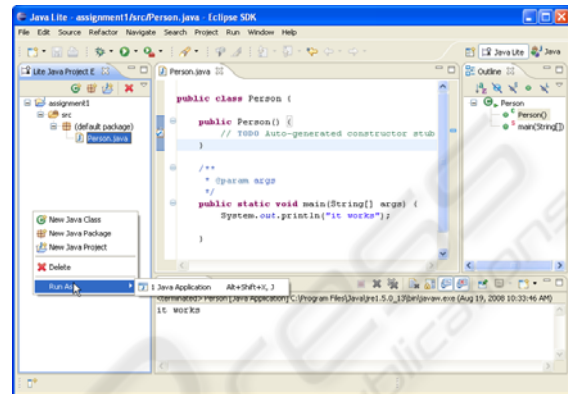 Java Lite - assignment1/src/Person.java - Eclipse SDK
File Edit Source Refactor Navigate Search Project Run Window Help
Java Lite Java
Lite Java Project E
Person.java
Outline
assignment1
src
(default package)
Person.java
public class Person {
public Person() {
// TODO Auto-generated constructor stub
}
/**
* @param args
*/
public static void main(String[] args) {
System.out.println("it works");
}
Person
Person()
main(String[])
New Java Class
New Java Package
New Java Project
Delete
Run As
1 Java Application Alt+Shift+X, J
<terminated> Person [Java Application] C:\Program Files\Java\jre1.5.0_13\bin\javaw.exe (Aug 19, 2008 10:33:46 AM)
it works